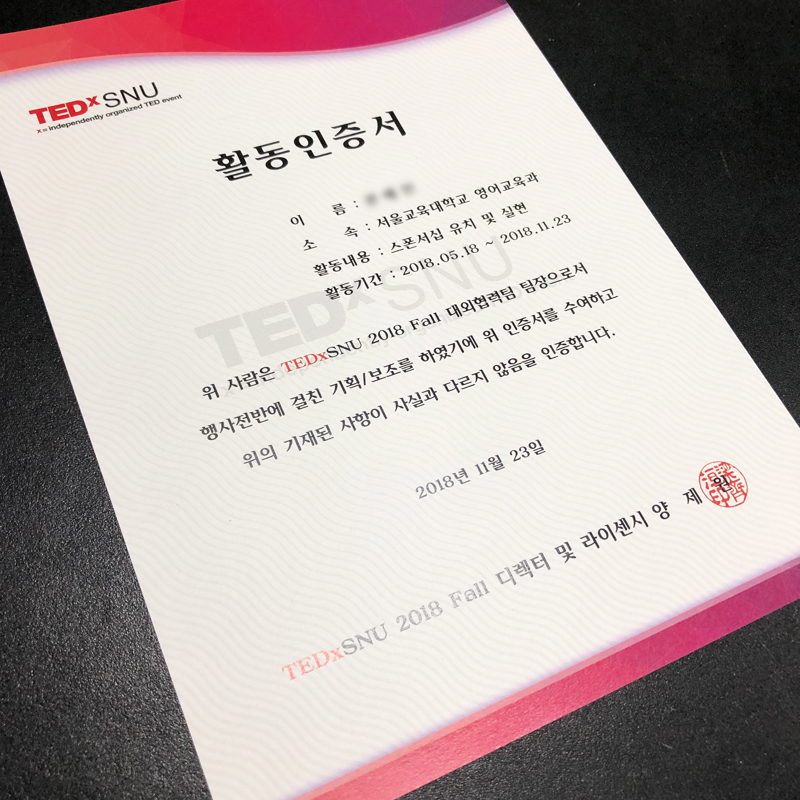 TEDxSNU
x = independently organized TED event
활동인증서
이 름 :
소 속 : 서울교육대학교 영어교육과
활동내용 : 스폰서십 유치 및 실현
활동기간 : 2018.05.18 ~ 2018.11.23
TEDxSNU
위 사람은 TEDxSNU 2018 Fall 대외협력팀 팀장으로서
행사전반에 걸친 기획/보조를 하였기에 위 인증서를 수여하고
위의 기재된 사항이 사실과 다르지 않음을 인증합니다.
2018년 11월 23일
TEDxSNU 2018 Fall 디렉터 및 라이센시 양 제 원